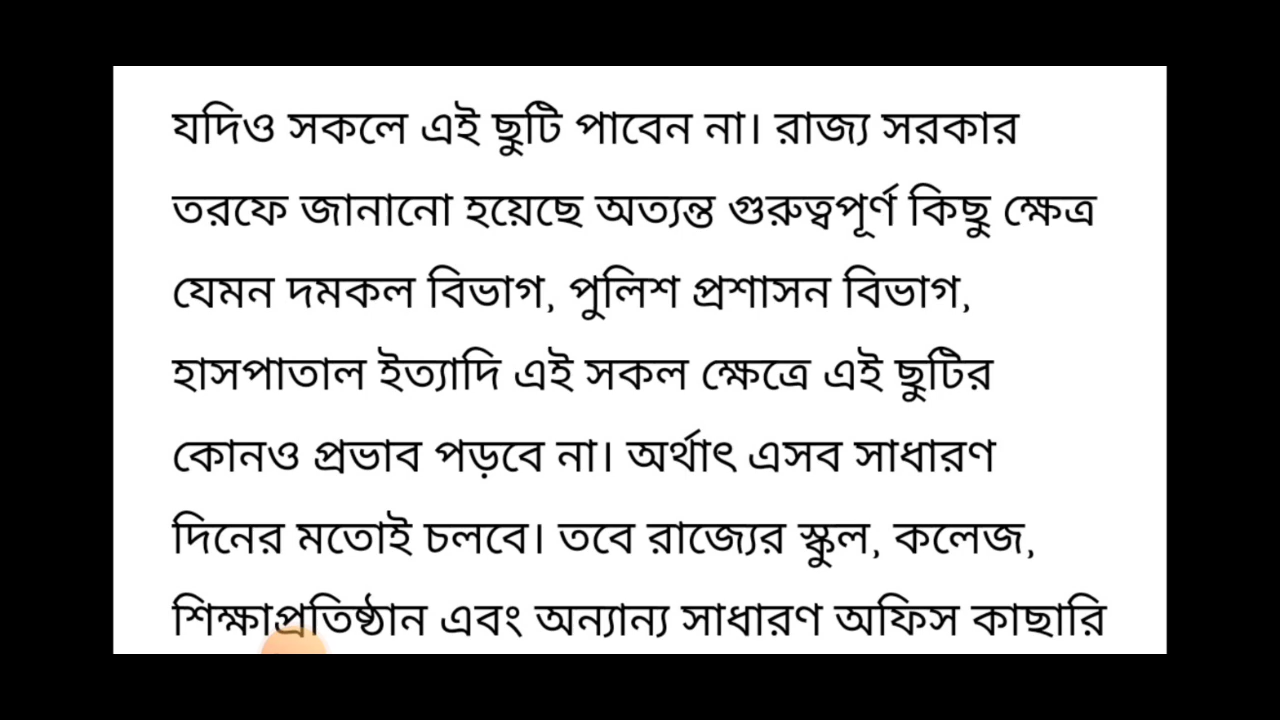 যদিও সকলে এই ছুটি পাবেন না। রাজ্য সরকার
তরফে জানানো হয়েছে অত্যন্ত গুরুত্বপূর্ণ কিছু ক্ষেত্র
যেমন দমকল বিভাগ, পুলিশ প্রশাসন বিভাগ,
হাসপাতাল ইত্যাদি এই সকল ক্ষেত্রে এই ছুটির
কোনও প্রভাব পড়বে না। অর্থাৎ এসব সাধারণ
দিনের মতোই চলবে। তবে রাজ্যের স্কুল, কলেজ,
শিক্ষাপ্রতিষ্ঠান এবং অন্যান্য সাধারণ অফিস কাছারি